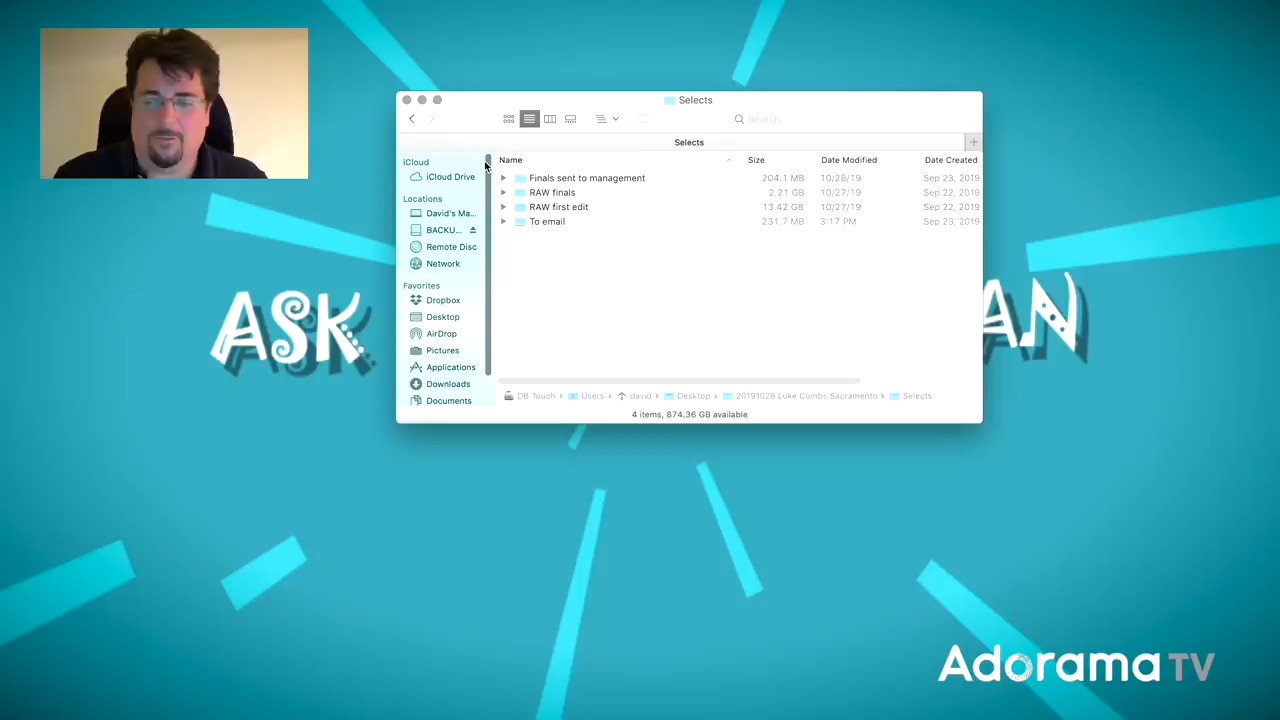 Selects
Search
Selects
Name Size Date Modified Date Created
iCloud
iCloud Drive
Locations
David's Ma...
BACKU...
Remote Disc
Network
Favorites
Dropbox
Desktop
AirDrop
Pictures
Applications
Downloads
Documents
Finals sent to management 204.1 MB 10/28/19 Sep 23, 2019
RAW finals 2.21 GB 10/27/19 Sep 22, 2019
RAW first edit 13.42 GB 10/27/19 Sep 22, 2019
To email 231.7 MB 3:17 PM Sep 23, 2019
DB Touch › Users › david › Desktop › 20191026 Luke Combs Sacramento › Selects
4 items, 874.36 GB available
ASK AN
Adorama TV